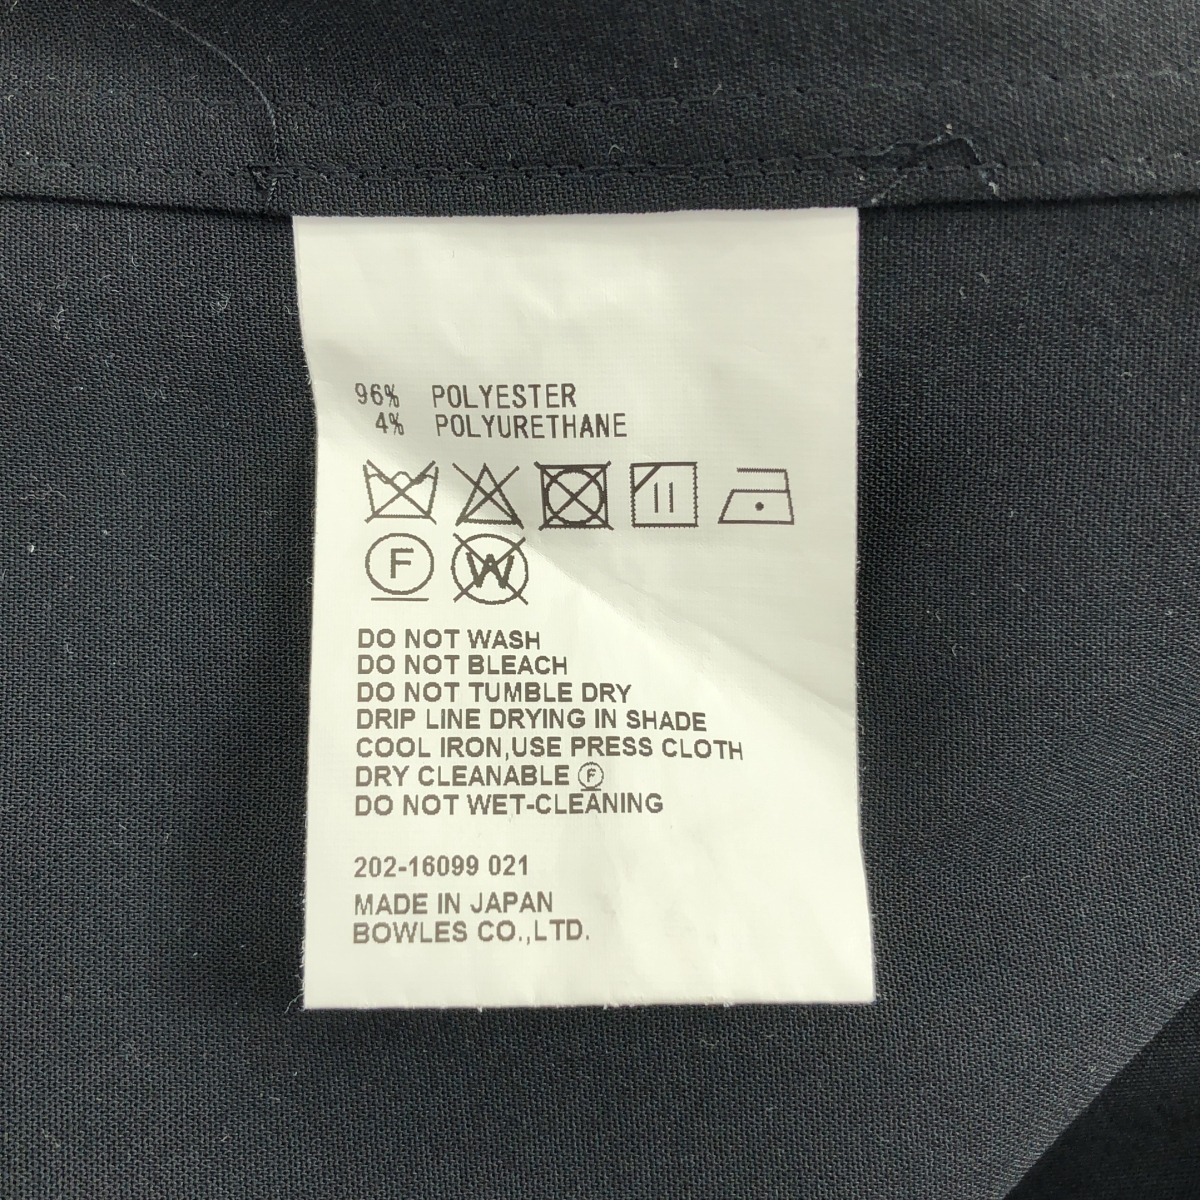 96% POLYESTER
4% POLYURETHANE
F W
DO NOT WASH
DO NOT BLEACH
DO NOT TUMBLE DRY
DRIP LINE DRYING IN SHADE
COOL IRON,USE PRESS CLOTH
DRY CLEANABLE Ⓕ
DO NOT WET-CLEANING
202-16099 021
MADE IN JAPAN
BOWLES CO.,LTD.